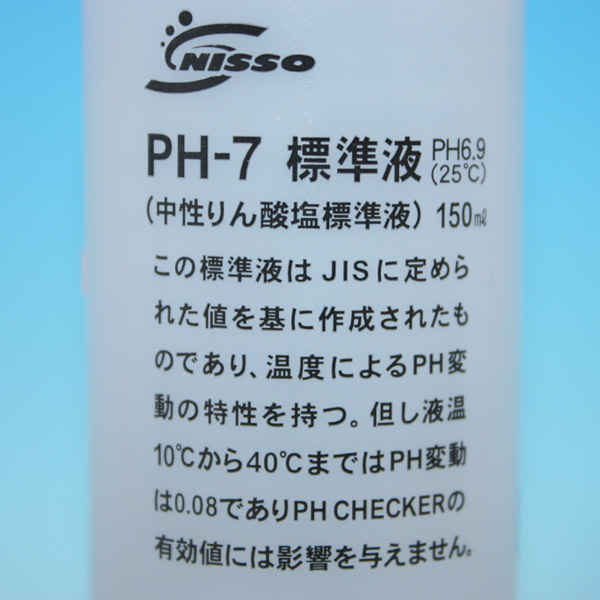 NISSO
PH-7 標準液 PH6.9
(25℃)
(中性りん酸塩標準液) 150mℓ
この標準液はJISに定めら
れた値を基に作成されたも
のであり、温度によるPH変
動の特性を持つ。但し液温
10℃から40℃まではPH変動
は0.08でありPH CHECKERの
有効値には影響を与えません。